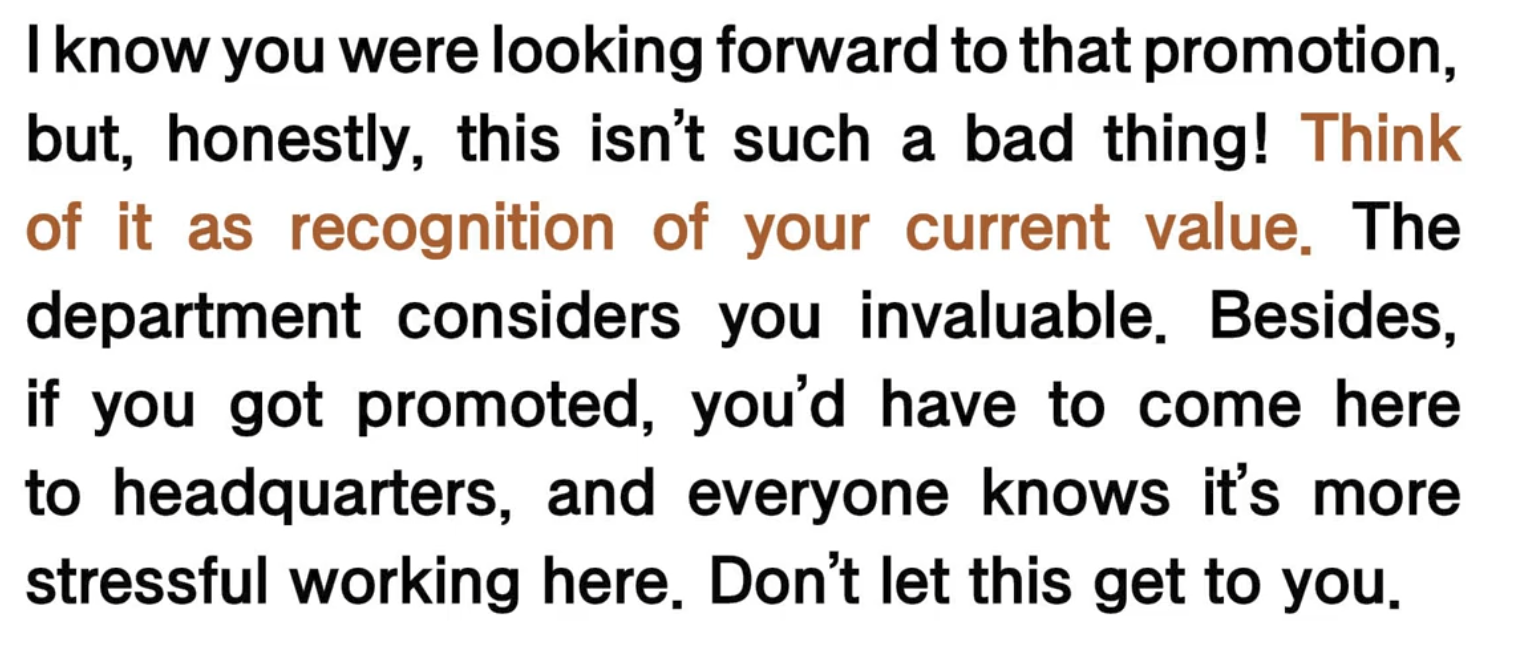 I know you were looking forward to that promotion,
but, honestly, this isn’t such a bad thing! Think
of it as recognition of your current value. The
department considers you invaluable. Besides,
if you got promoted, you’d have to come here
to headquarters, and everyone knows it’s more
stressful working here. Don’t let this get to you.